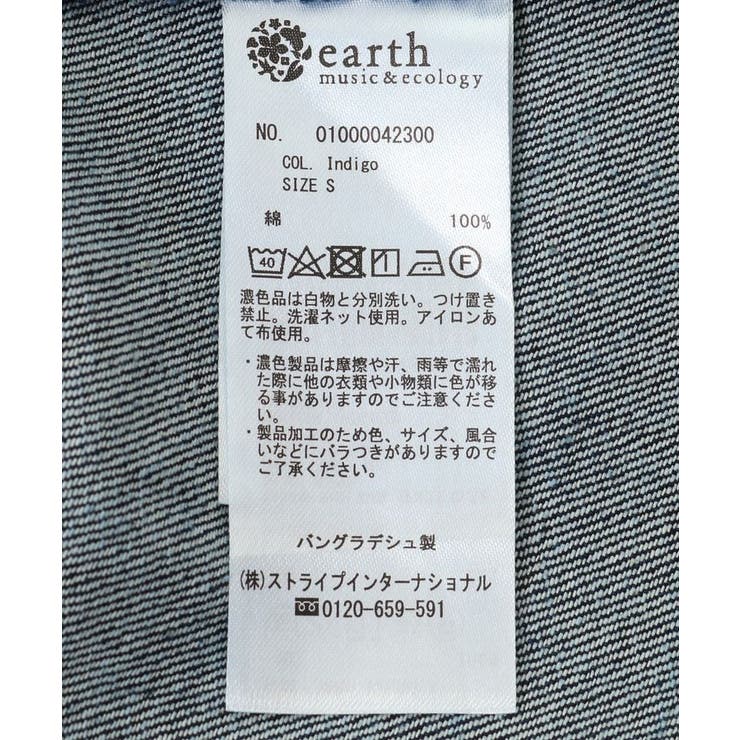 earth
music&ecology
NO. 01000042300
COL. Indigo
SIZE S
綿 100%
40 F
濃色品は白物と分別洗い。つけ置き
禁止。洗濯ネット使用。アイロンあ
て布使用。
・濃色製品は摩擦や汗、雨等で濡れ
た際に他の衣類や小物類に色が移
る事がありますのでご注意くださ
い。
・製品加工のため色、サイズ、風合
いなどにバラつきがありますので
ご了承ください。
バングラデシュ製
(株)ストライプインターナショナル
0120-659-591